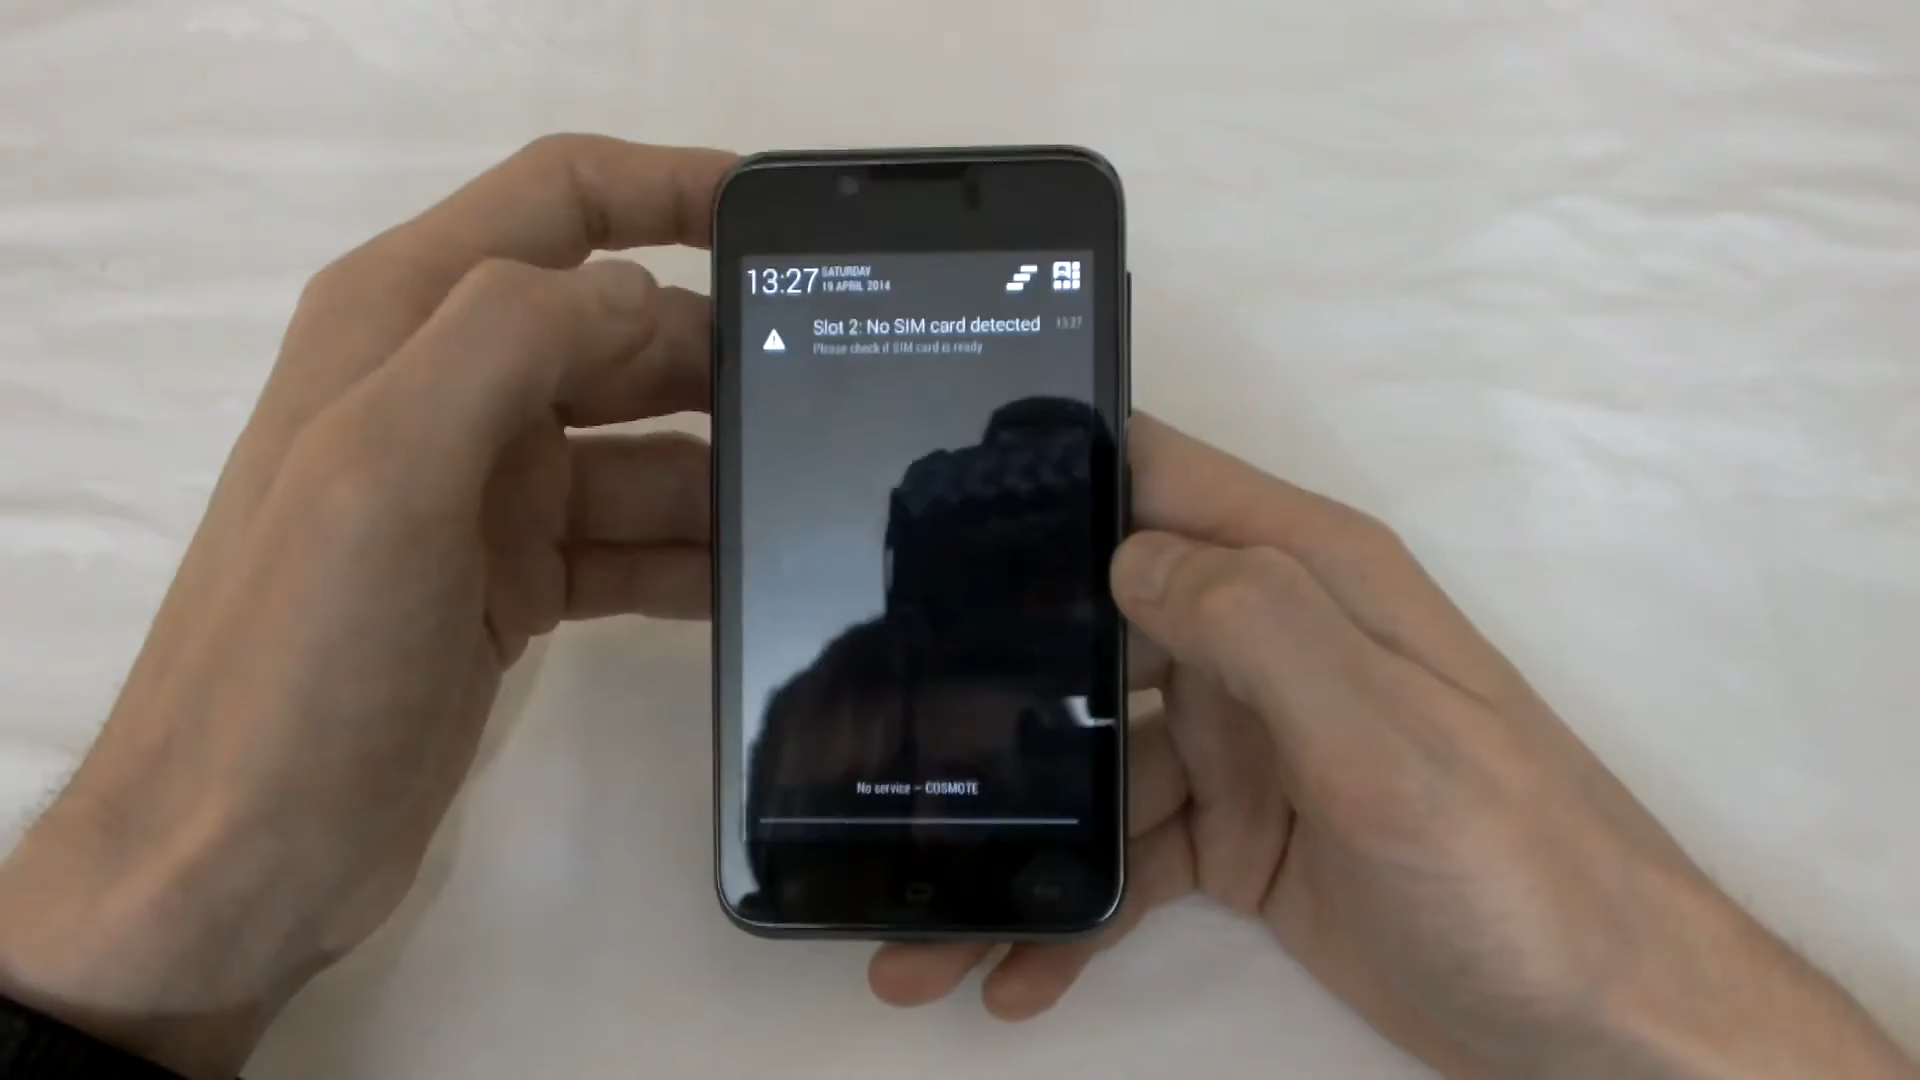 13:27
SATURDAY
19 APRIL 2014
Slot 2: No SIM card detected
13:27
Please check if SIM card is ready
No service – COSMOTE